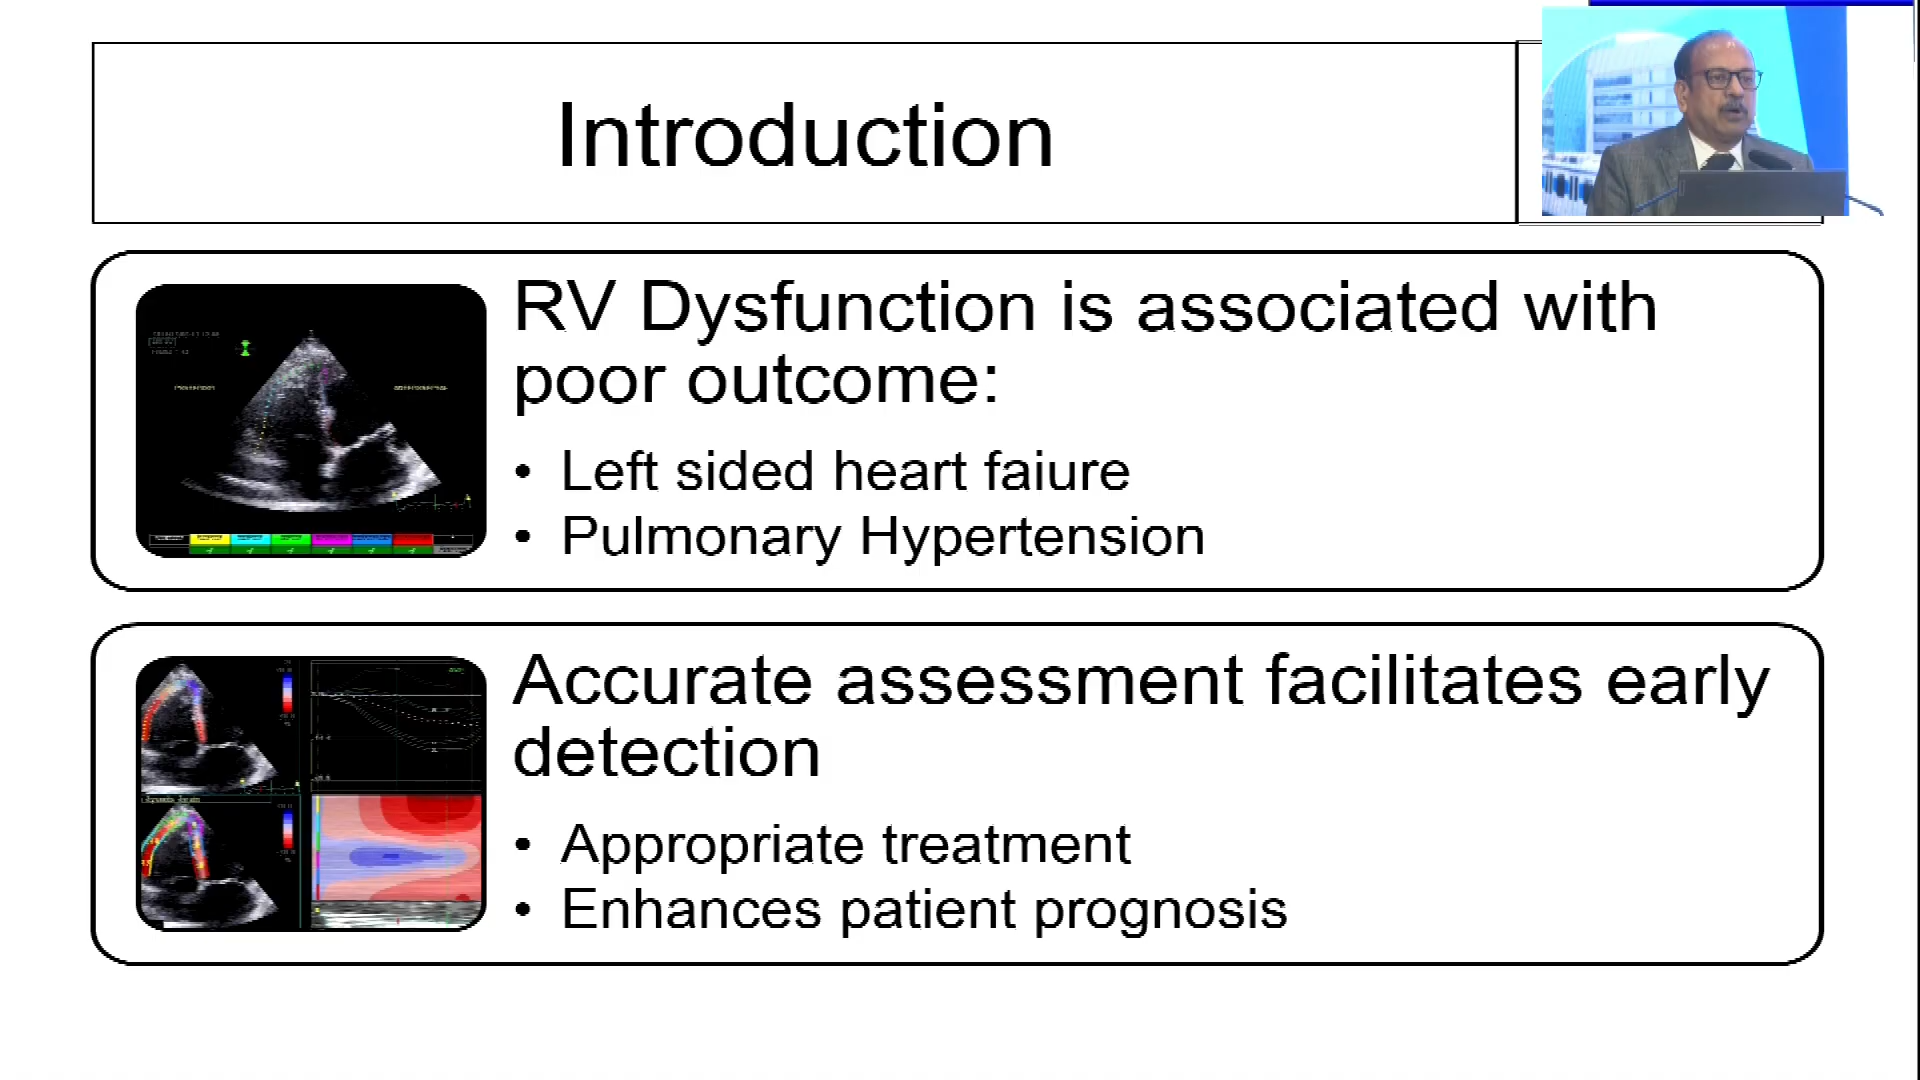 Introduction
RV Dysfunction is associated with
poor outcome:
• Left sided heart faiure
• Pulmonary Hypertension
Accurate assessment facilitates early
detection
• Appropriate treatment
• Enhances patient prognosis